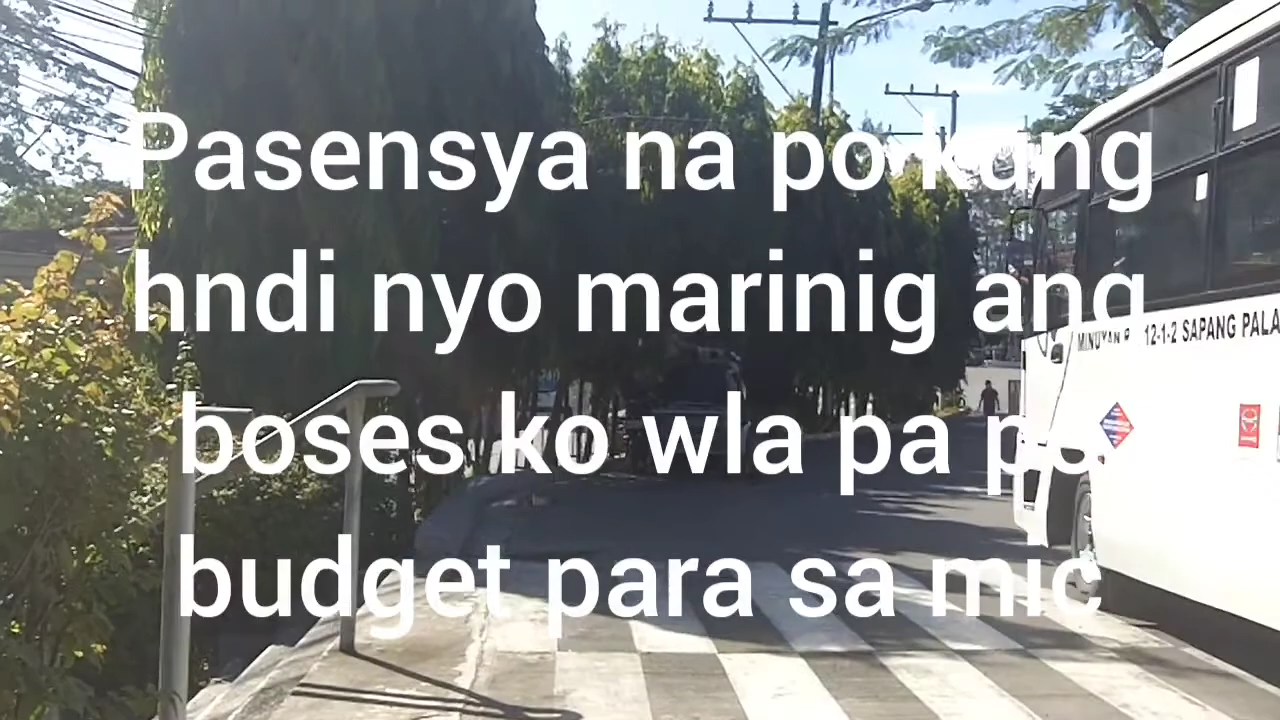 Pasensya na po kung
hndi nyo marinig ang
boses ko wla pa po
budget para sa mic
12-1-2 SAPANG PALA